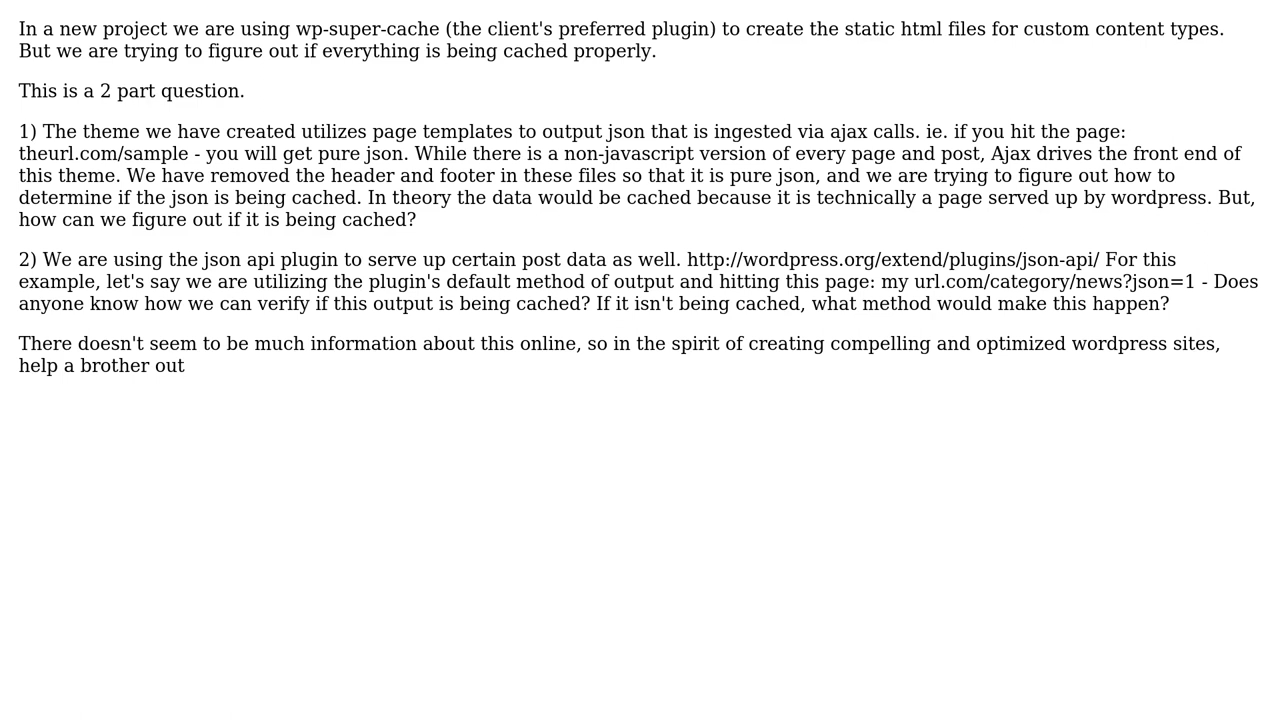 In a new project we are using wp-super-cache (the client's preferred plugin) to create the static html files for custom content types.
But we are trying to figure out if everything is being cached properly.
This is a 2 part question.
1) The theme we have created utilizes page templates to output json that is ingested via ajax calls. ie. if you hit the page:
theurl.com/sample - you will get pure json. While there is a non-javascript version of every page and post, Ajax drives the front end of
this theme. We have removed the header and footer in these files so that it is pure json, and we are trying to figure out how to
determine if the json is being cached. In theory the data would be cached because it is technically a page served up by wordpress. But,
how can we figure out if it is being cached?
2) We are using the json api plugin to serve up certain post data as well. http://wordpress.org/extend/plugins/json-api/ For this
example, let's say we are utilizing the plugin's default method of output and hitting this page: my url.com/category/news?json=1 - Does
anyone know how we can verify if this output is being cached? If it isn't being cached, what method would make this happen?
There doesn't seem to be much information about this online, so in the spirit of creating compelling and optimized wordpress sites,
help a brother out